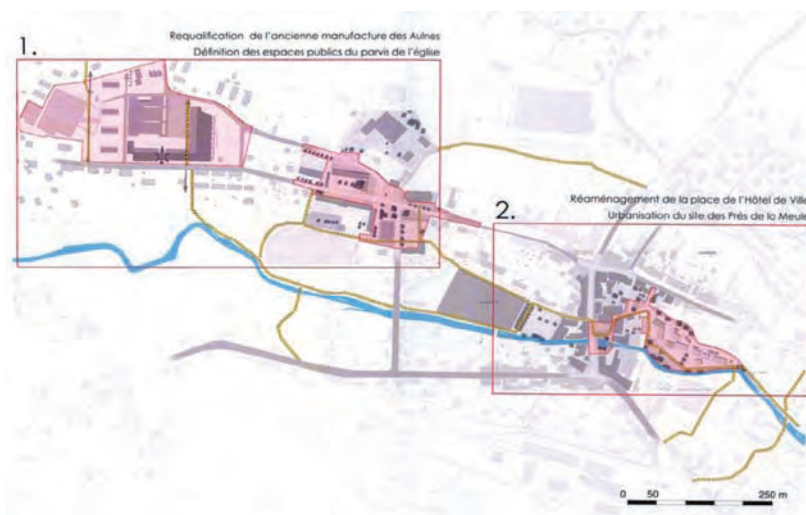 1.
Requalification de l'ancienne manufacture des Aulnes
Définition des espaces publics du parvis de l'église
2.
Réaménagement de la place de l'Hôtel de Ville
Urbanisation du site des Prés de la Meule
0 50 250 m